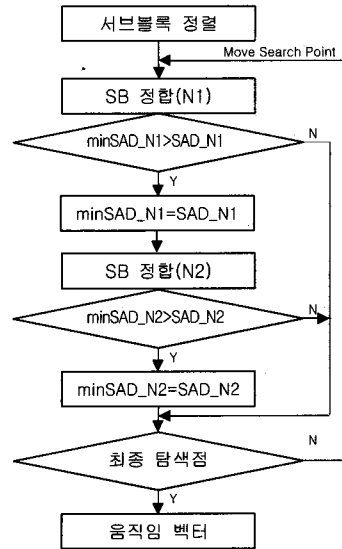 서브블록 정렬
Move Search Point
SB 정합(N1)
minSAD_N1>SAD_N1
N
Y
minSAD_N1=SAD_N1
SB 정합(N2)
minSAD_N2>SAD_N2
N
Y
minSAD_N2=SAD_N2
최종 탐색점
N
Y
움직임 벡터